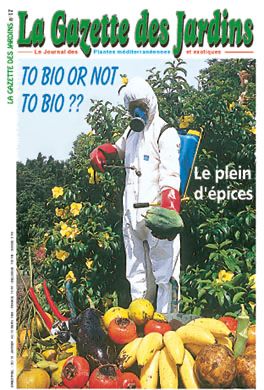 La Gazette des Jardins
Le Journal des Plantes méditerranéennes et exotiques
TO BIO OR NOT
TO BIO ??
Le plein
d'épices
LA GAZETTE DES JARDINS n° 17